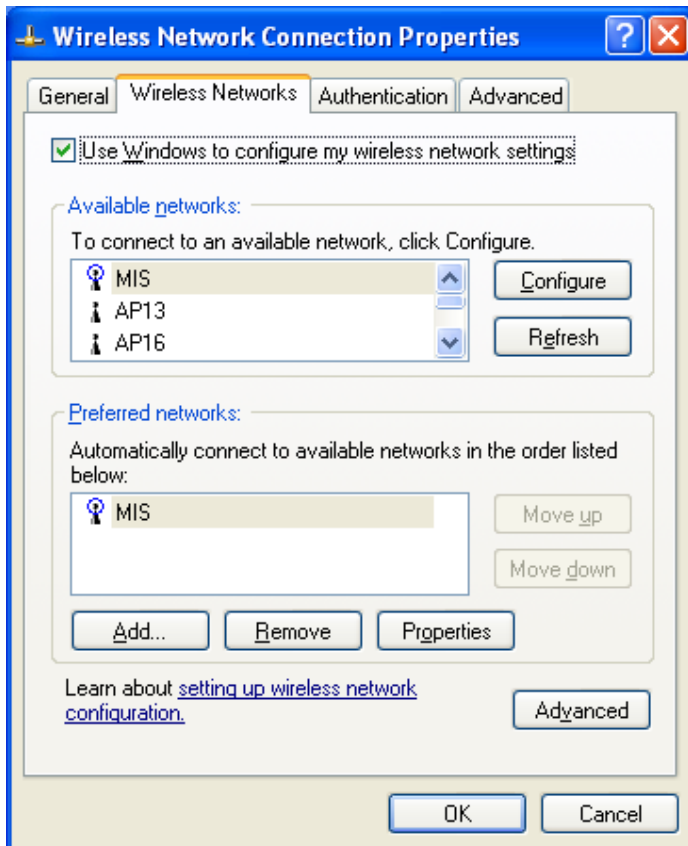 Wireless Network Connection Properties
General Wireless Networks Authentication Advanced
Use Windows to configure my wireless network settings
Available networks:
To connect to an available network, click Configure.
MIS
Configure
AP13
AP16
Refresh
Preferred networks:
Automatically connect to available networks in the order listed
below:
MIS
Move up
Move down
Add... Remove Properties
Learn about setting up wireless network
configuration.
Advanced
OK Cancel